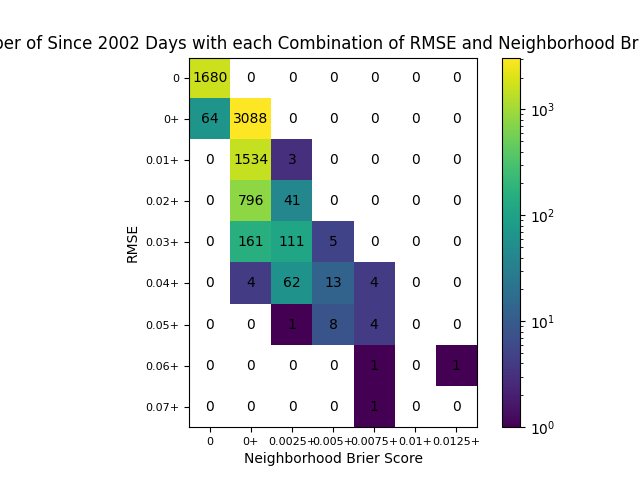 er of Since 2002 Days with each Combination of RMSE and Neighborhood Br
0 1680 0 0 0 0 0 0
0+ 64 3088 0 0 0 0 0
0.01+ 0 1534 3 0 0 0 0
0.02+ 0 796 41 0 0 0 0
0.03+ 0 161 111 5 0 0 0
0.04+ 0 4 62 13 4 0 0
0.05+ 0 0 1 8 4 0 0
0.06+ 0 0 0 0 1 0 1
0.07+ 0 0 0 0 1 0 0
0 0+ 0.0025+ 0.005+ 0.0075+ 0.01+ 0.0125+
Neighborhood Brier Score
RMSE
10³
10²
10¹
10⁰